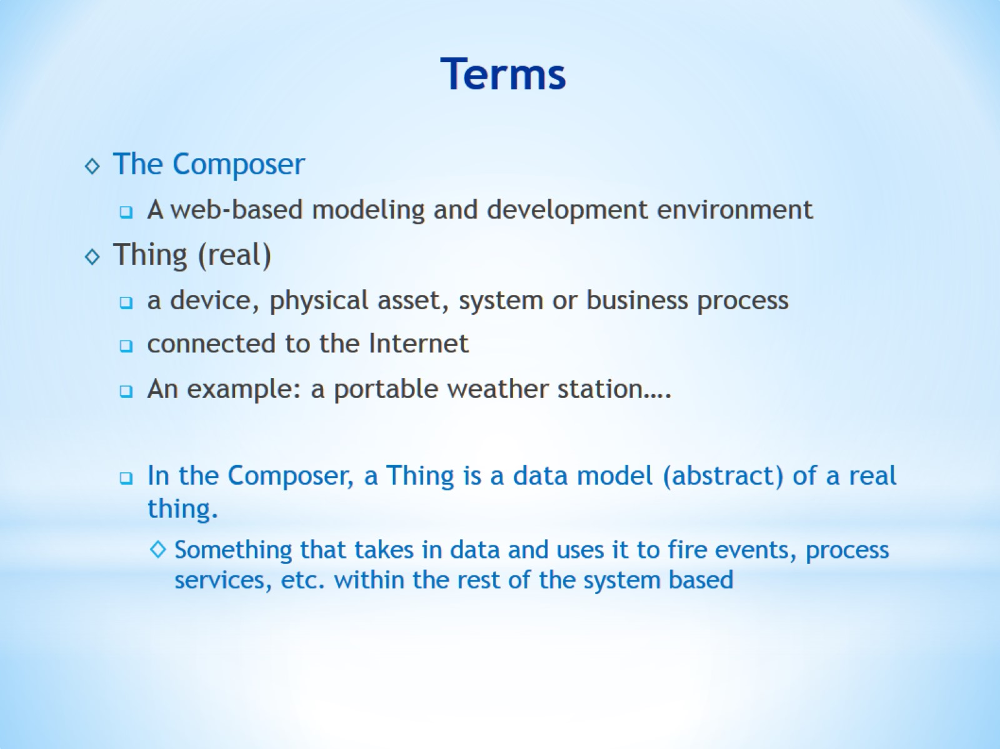 Terms
The Composer
A web-based modeling and development environment
Thing (real)
a device, physical asset, system or business process
connected to the Internet
An example: a portable weather station....
In the Composer, a Thing is a data model (abstract) of a real
thing.
Something that takes in data and uses it to fire events, process
services, etc. within the rest of the system based